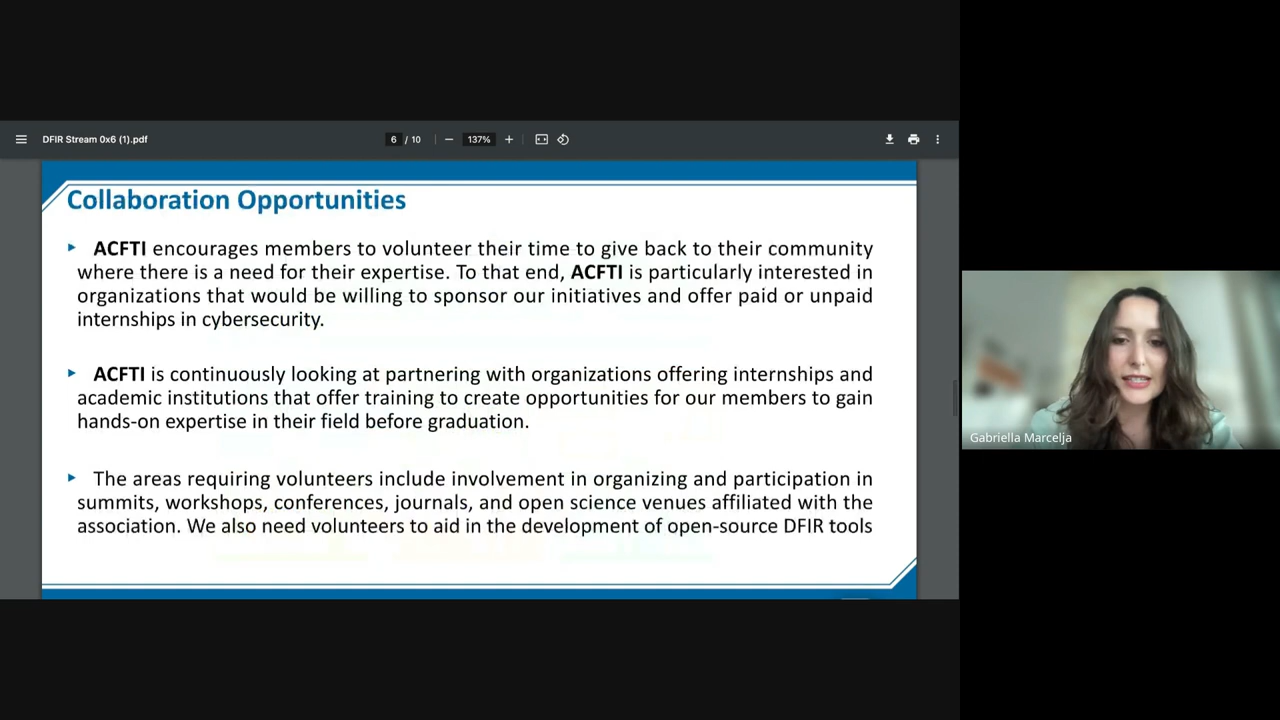 DFIR Stream 0x6 (1).pdf
6 / 10
137%
Collaboration Opportunities
ACFTI encourages members to volunteer their time to give back to their community
where there is a need for their expertise. To that end, ACFTI is particularly interested in
organizations that would be willing to sponsor our initiatives and offer paid or unpaid
internships in cybersecurity.
ACFTI is continuously looking at partnering with organizations offering internships and
academic institutions that offer training to create opportunities for our members to gain
hands-on expertise in their field before graduation.
The areas requiring volunteers include involvement in organizing and participation in
summits, workshops, conferences, journals, and open science venues affiliated with the
association. We also need volunteers to aid in the development of open-source DFIR tools
Gabriella Marcelja